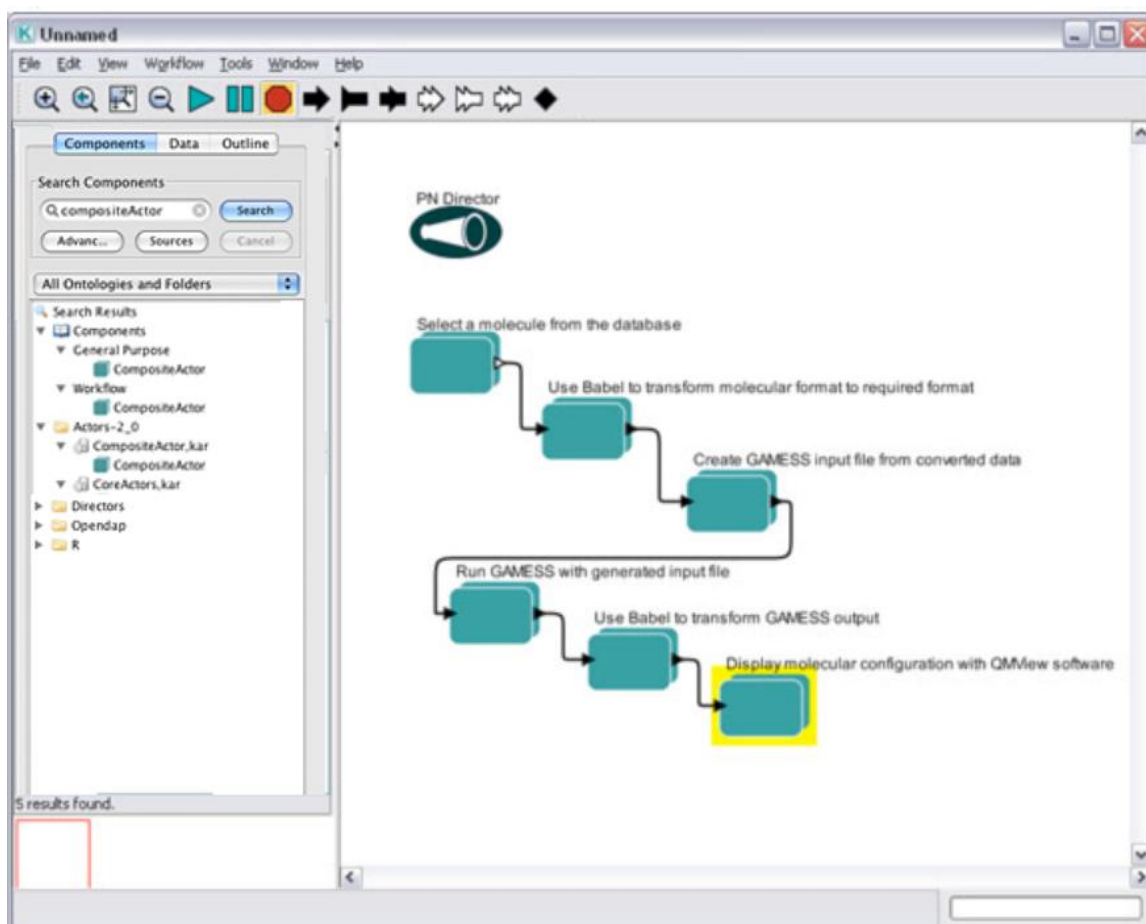 Unnamed
File Edit View Workflow Tools Window Help
Components Data Outline
Search Components
compositeActor Search
Advanc... Sources Cancel
All Ontologies and Folders
Search Results
Components
General Purpose
CompositeActor
Workflow
CompositeActor
Actors-2_0
CompositeActor.kar
CompositeActor
CoreActors.kar
Directors
Opendap
R
5 results found.
PN Director
Select a molecule from the database
Use Babel to transform molecular format to required format
Create GAMESS input file from converted data
Run GAMESS with generated input file
Use Babel to transform GAMESS output
Display molecular configuration with QMView software